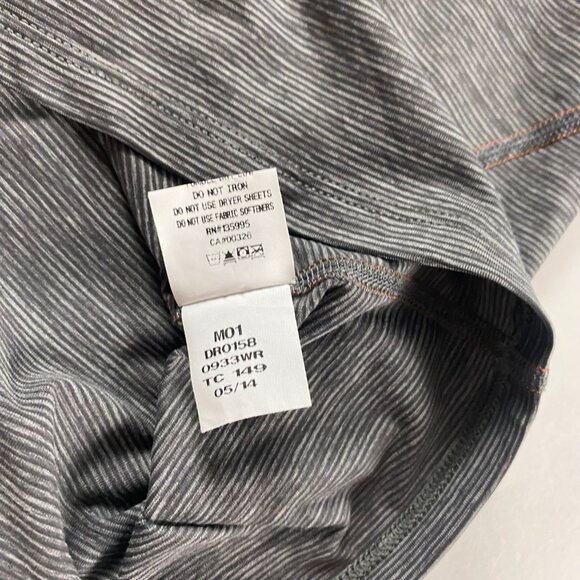 DO NOT IRON
DO NOT USE DRYER SHEETS
DO NOT USE FABRIC SOFTENERS
RN#135995
CA#00326
M01
DR0158
0933WR
TC 149
05/14